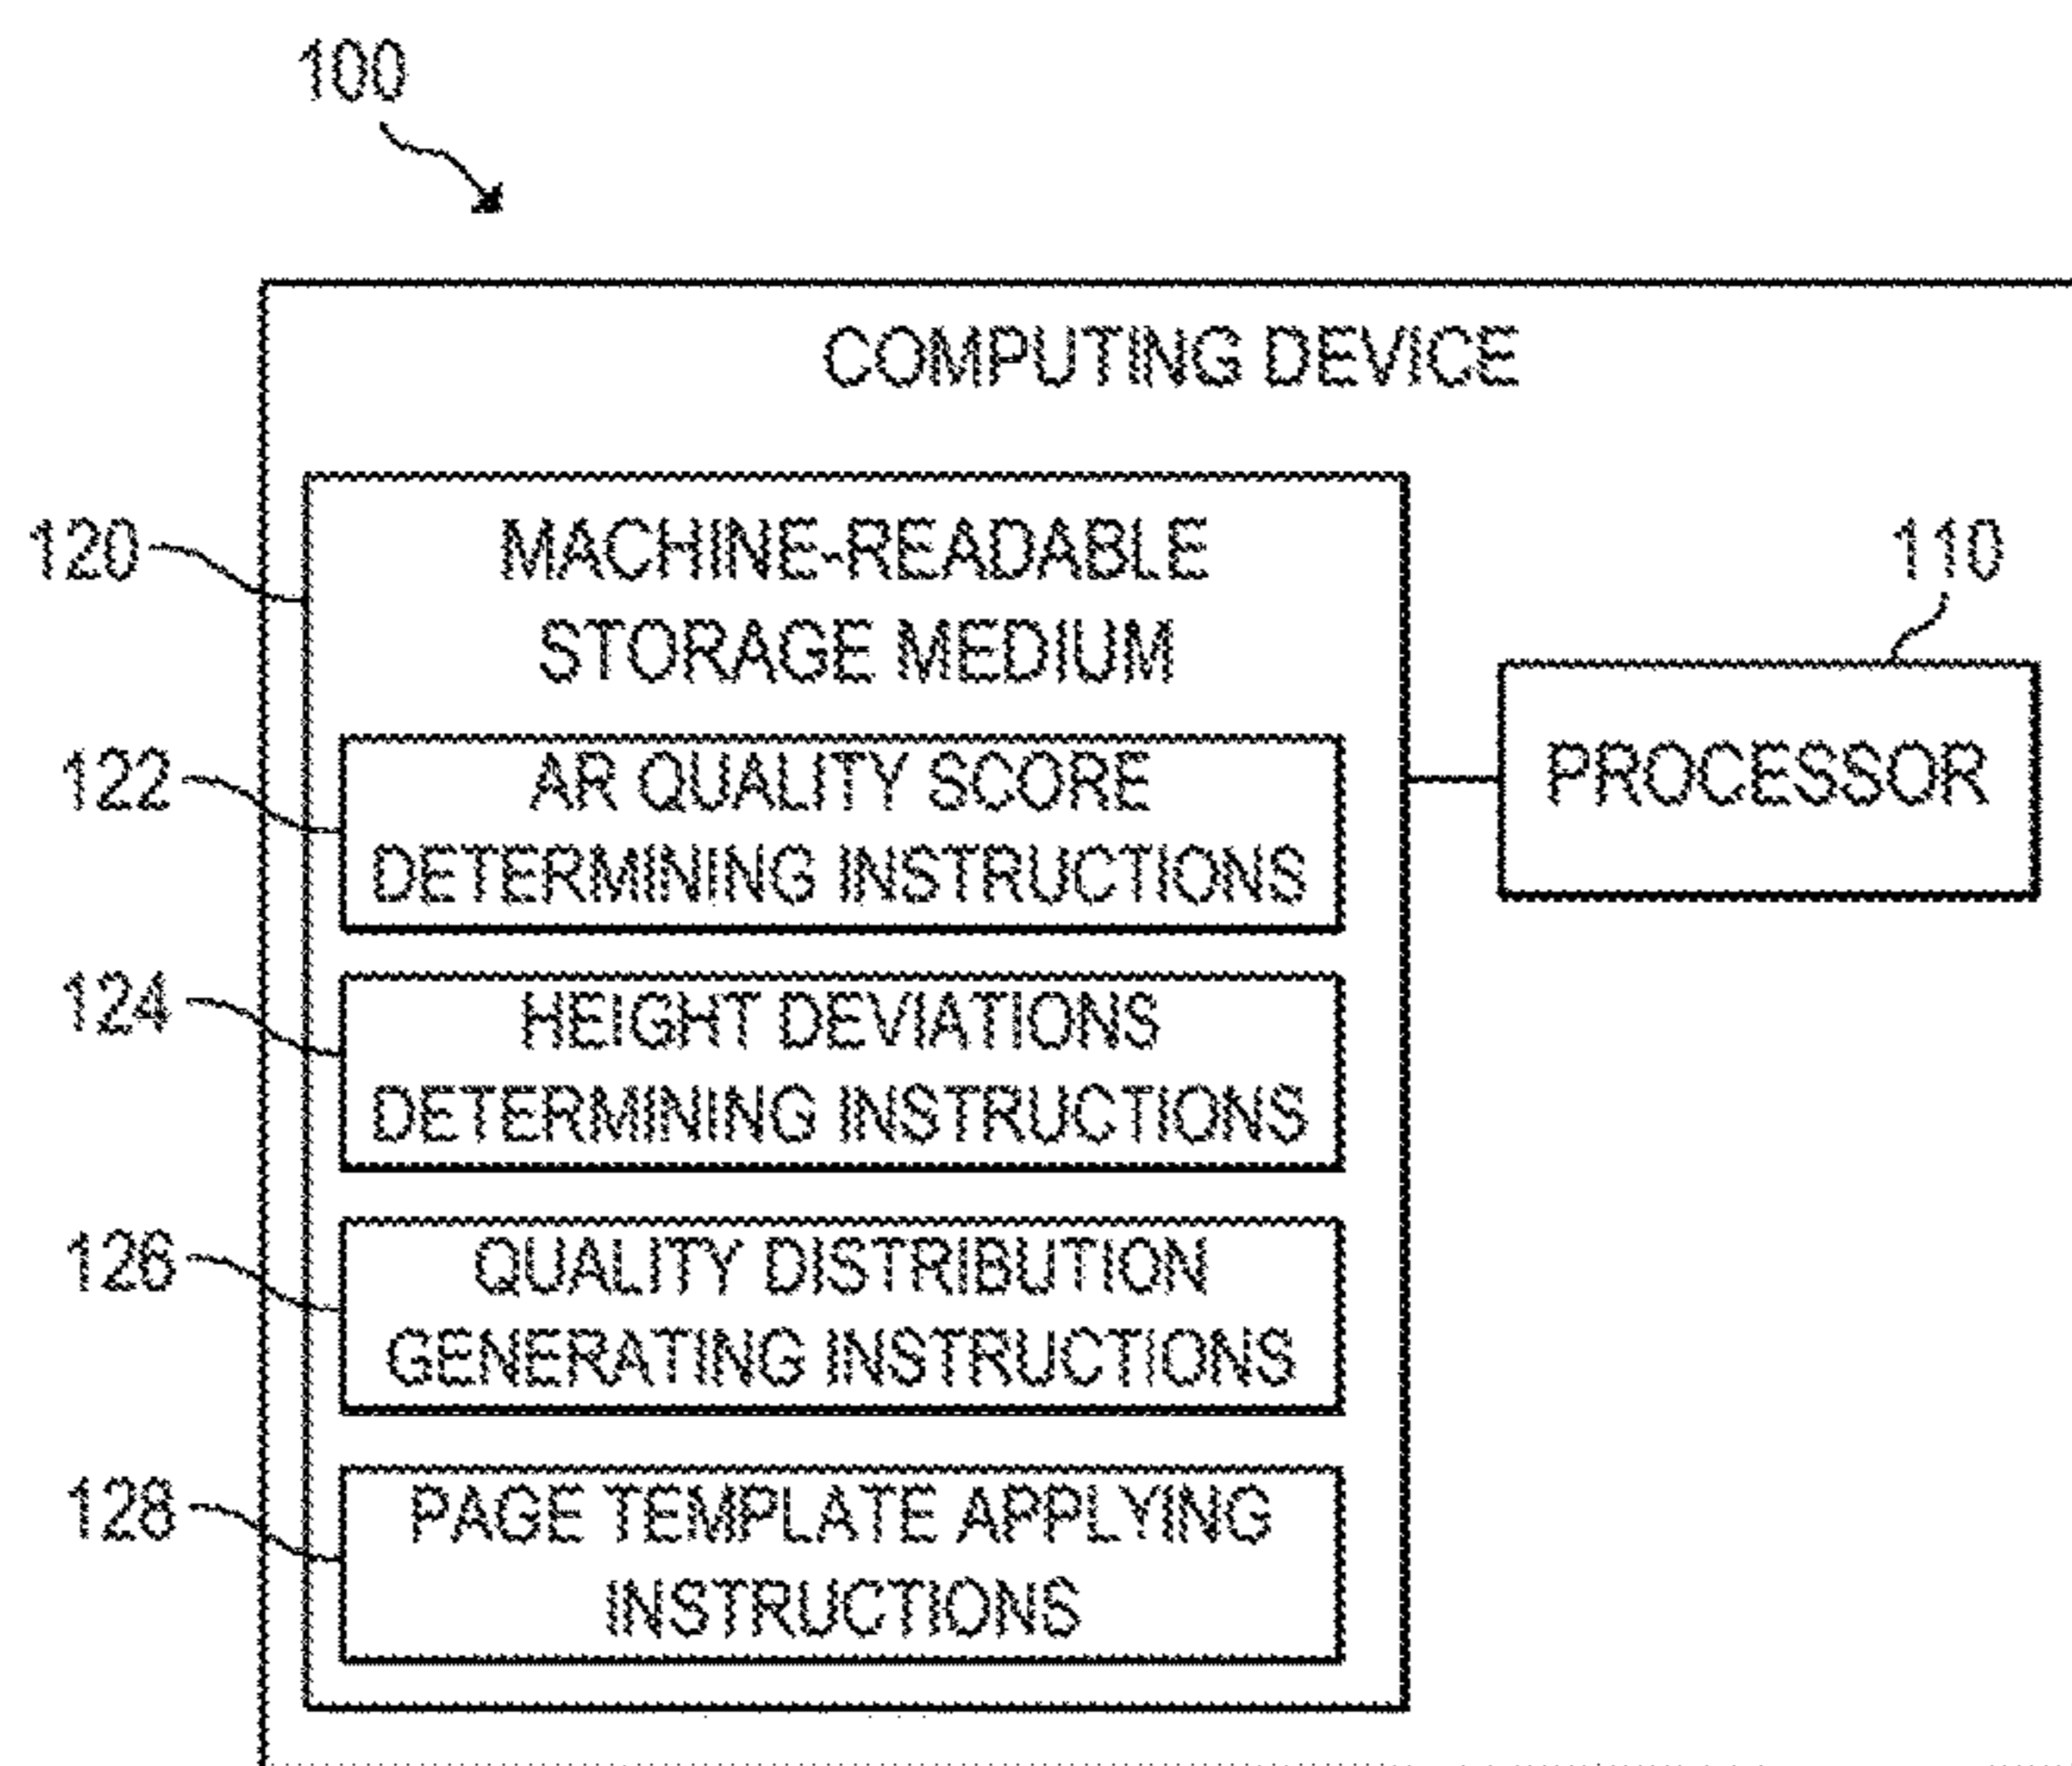 100
COMPUTING DEVICE
120
MACHINE-READABLE
STORAGE MEDIUM
110
PROCESSOR
122
AR QUALITY SCORE
DETERMINING INSTRUCTIONS
124
HEIGHT DEVIATIONS
DETERMINING INSTRUCTIONS
126
QUALITY DISTRIBUTION
GENERATING INSTRUCTIONS
128
PAGE TEMPLATE APPLYING
INSTRUCTIONS